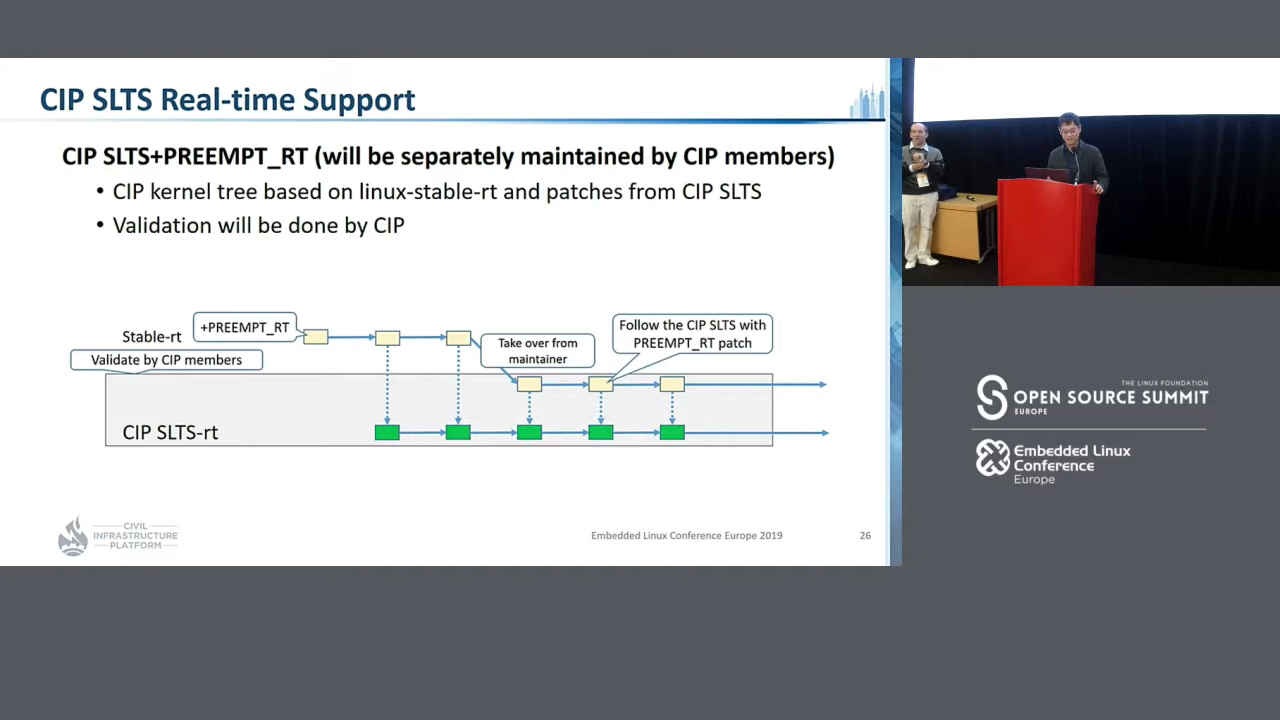 CIP SLTS Real-time Support
CIP SLTS+PREEMPT_RT (will be separately maintained by CIP members)
• CIP kernel tree based on linux-stable-rt and patches from CIP SLTS
• Validation will be done by CIP
Stable-rt
+PREEMPT_RT
Validate by CIP members
Take over from
maintainer
Follow the CIP SLTS with
PREEMPT_RT patch
CIP SLTS-rt
CIVIL
INFRASTRUCTURE
PLATFORM
Embedded Linux Conference Europe 2019
26
THE LINUX FOUNDATION
OPEN SOURCE SUMMIT
EUROPE
Embedded Linux
Conference
Europe